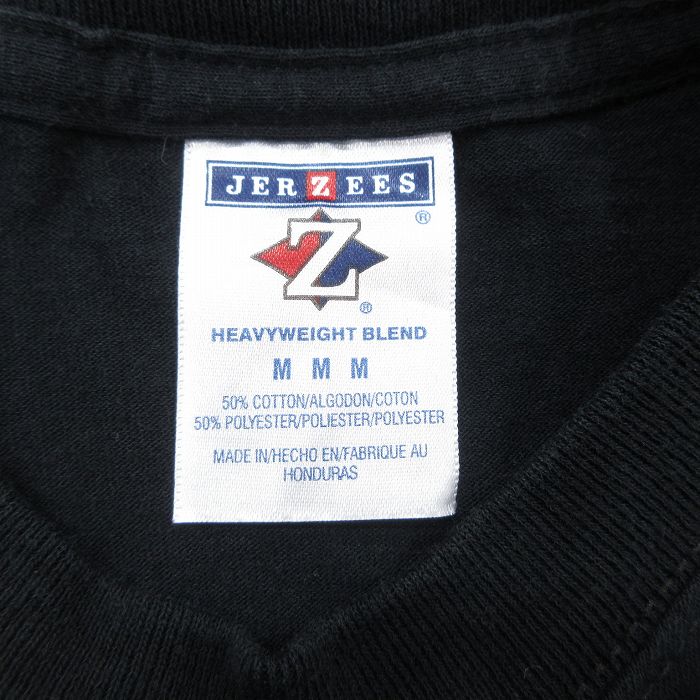 JERZEES
®
Z
®
HEAVYWEIGHT BLEND
M M M
50% COTTON/ALGODON/COTON
50% POLYESTER/POLIESTER/POLYESTER
MADE IN/HECHO EN/FABRIQUE AU
HONDURAS